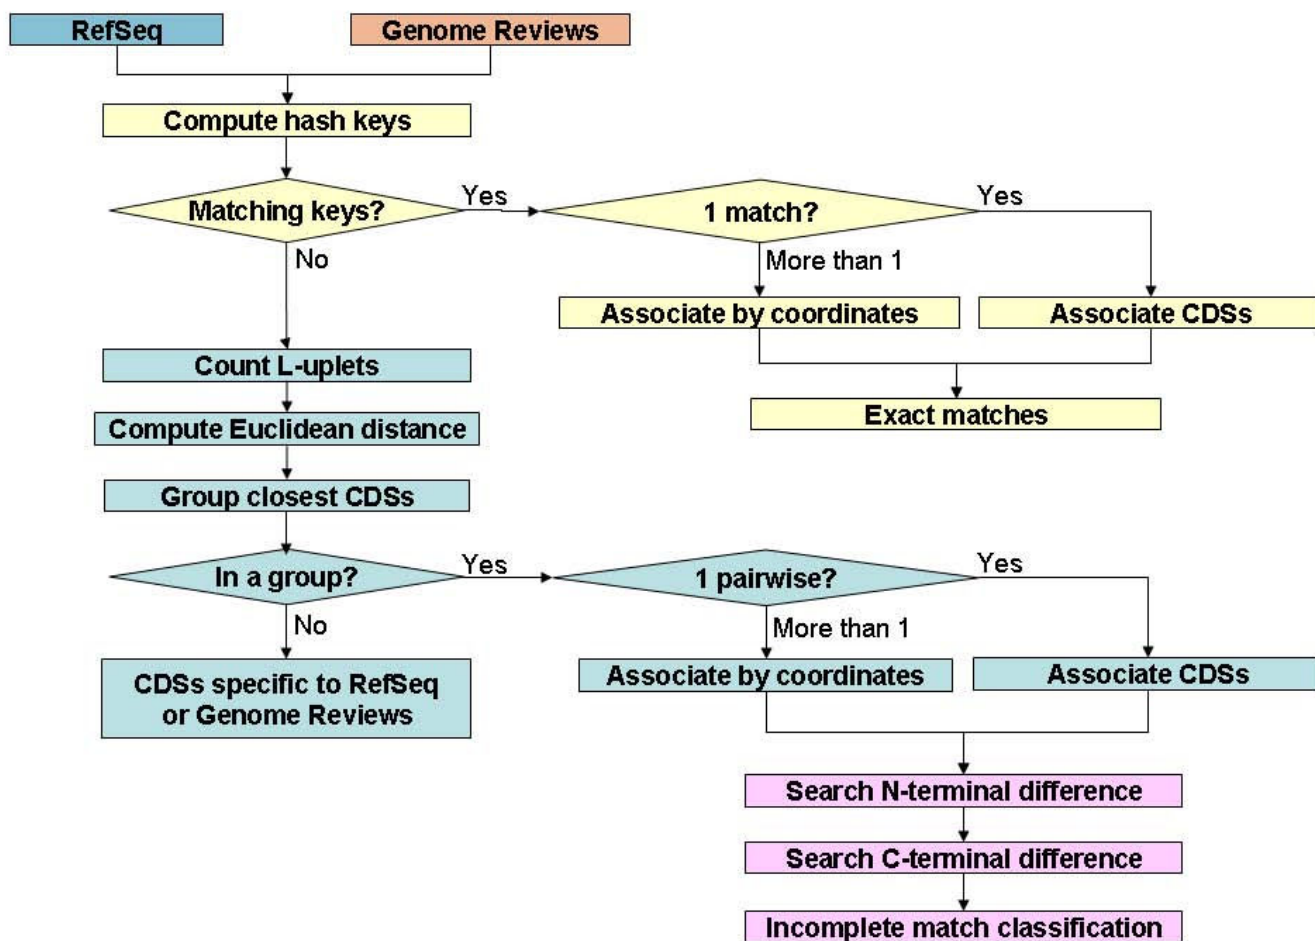 RefSeq
Genome Reviews
Compute hash keys
Matching keys?
Yes
1 match?
Yes
No
More than 1
Associate by coordinates
Associate CDSs
Count L-uplets
Exact matches
Compute Euclidean distance
Group closest CDSs
In a group?
Yes
1 pairwise?
Yes
No
More than 1
CDSs specific to RefSeq
or Genome Reviews
Associate by coordinates
Associate CDSs
Search N-terminal difference
Search C-terminal difference
Incomplete match classification